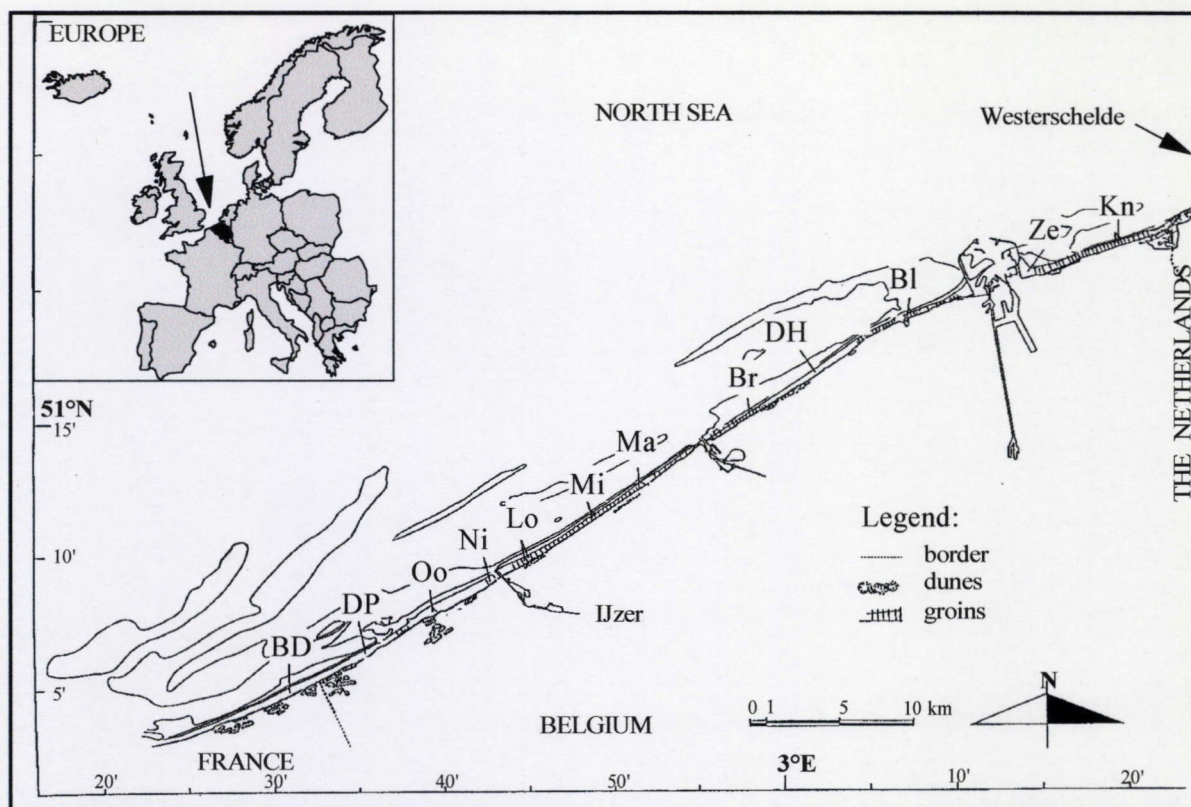 EUROPE
NORTH SEA
Westerschelde
Kn
Ze
Bl
DH
Br
THE NETHERLANDS
51°N
15'
Ma
Mi
Lo
Ni
Oo
DP
BD
10'
5'
IJzer
Legend:
border
dunes
groins
N
0 1 5 10 km
BELGIUM
FRANCE
3°E
20' 30' 40' 50' 10' 20'